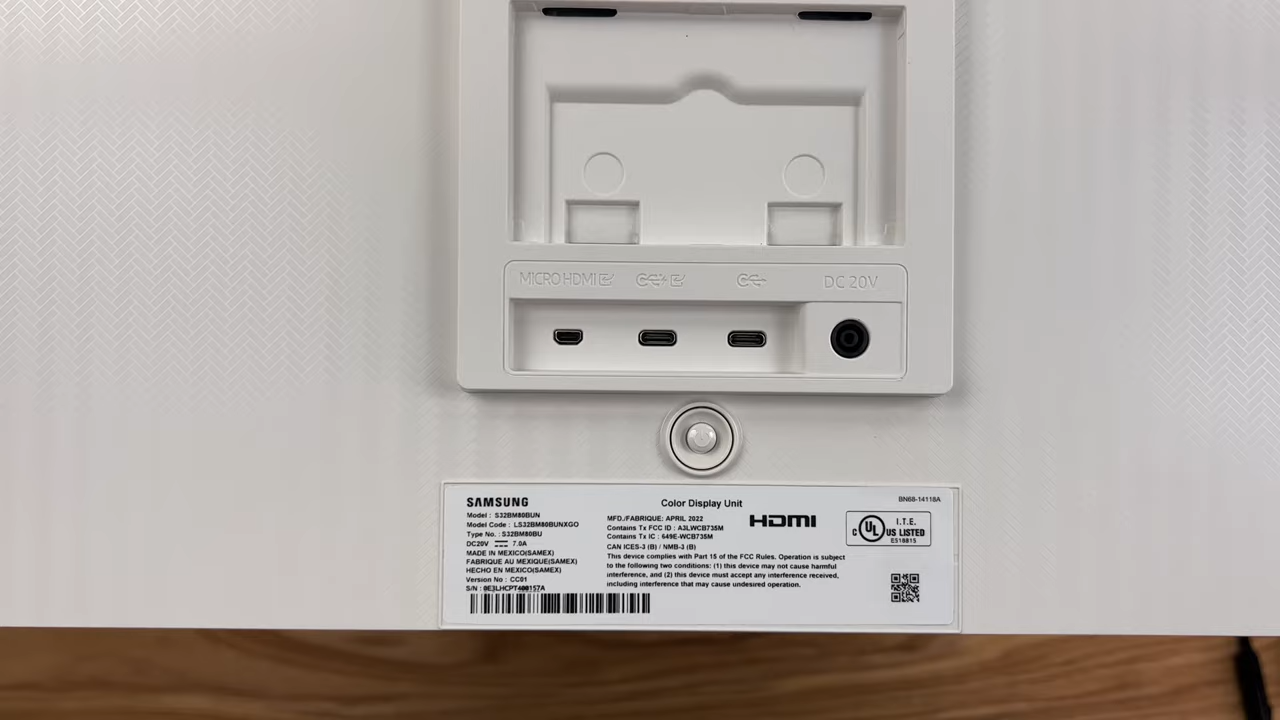 MICRO HDMI
DC 20V
SAMSUNG
Model : S32BM80BUN
Model Code : LS32BM80BUNXGO
Type No. : S32BM80BU
DC20V 7.0A
MADE IN MEXICO(SAMEX)
FABRIQUE AU MEXIQUE(SAMEX)
HECHO EN MEXICO(SAMEX)
Version No : CC01
S/N : 0E3LHCPT400157A
Color Display Unit
MFD./FABRIQUE: APRIL 2022
Contains Tx FCC ID : A3LWCB735M
Contains Tx IC : 649E-WCB735M
CAN ICES-3 (B) / NMB-3 (B)
This device complies with Part 15 of the FCC Rules. Operation is subject
to the following two conditions: (1) this device may not cause harmful
interference, and (2) this device must accept any interference received,
including interference that may cause undesired operation.
HDMI
BN68-14118A
I.T.E.
C UL US LISTED
E518815